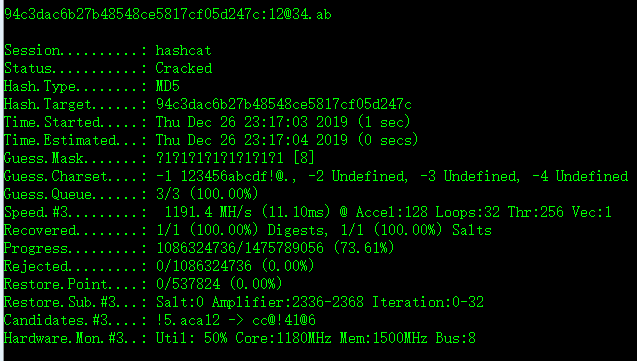 94c3dac6b27b48548ce5817cf05d247c:12@34.ab
Session..........: hashcat
Status...........: Cracked
Hash.Type........: MD5
Hash.Target......: 94c3dac6b27b48548ce5817cf05d247c
Time.Started.....: Thu Dec 26 23:17:03 2019 (1 sec)
Time.Estimated...: Thu Dec 26 23:17:04 2019 (0 secs)
Guess.Mask.......: ?1?1?1?1?1?1?1?1 [8]
Guess.Charset....: -1 123456abcdf!@., -2 Undefined, -3 Undefined, -4 Undefined
Guess.Queue......: 3/3 (100.00%)
Speed.#3.........:  1191.4 MH/s (11.10ms) @ Accel:128 Loops:32 Thr:256 Vec:1
Recovered........: 1/1 (100.00%) Digests, 1/1 (100.00%) Salts
Progress.........: 1086324736/1475789056 (73.61%)
Rejected.........: 0/1086324736 (0.00%)
Restore.Point....: 0/537824 (0.00%)
Restore.Sub.#3...: Salt:0 Amplifier:2336-2368 Iteration:0-32
Candidates.#3....: !5.aca12 -> cc@!41@6
Hardware.Mon.#3..: Util: 50% Core:1180MHz Mem:1500MHz Bus:8